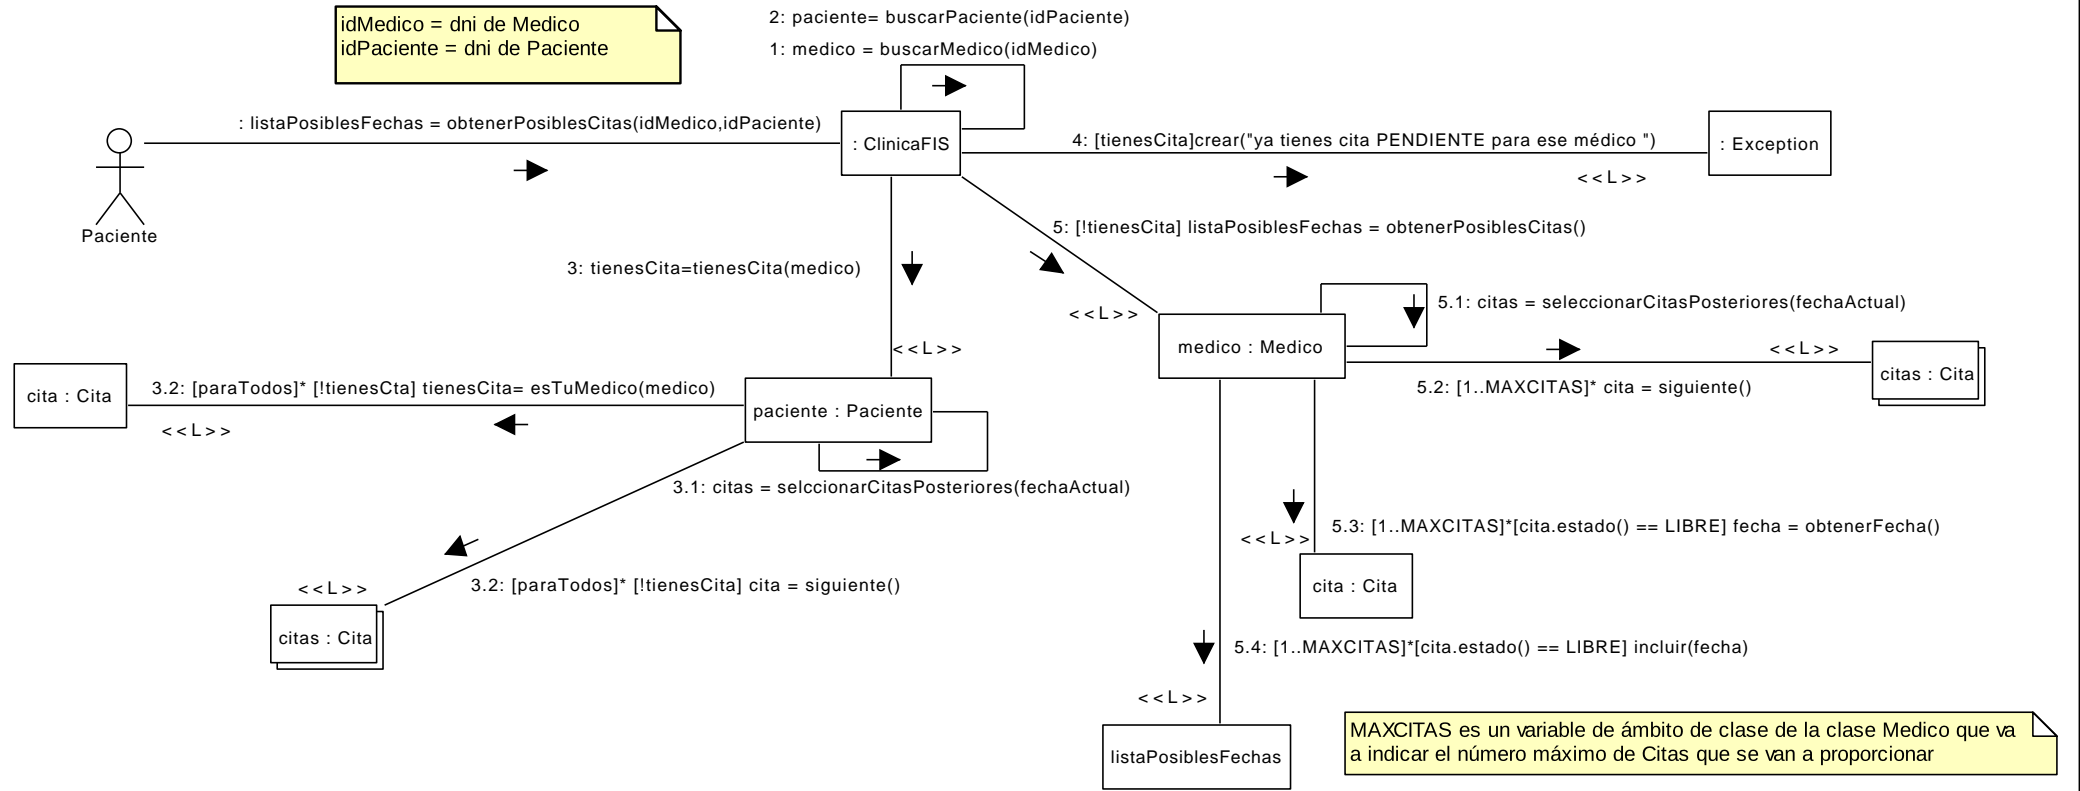 idMedico = dni de Medico
idPaciente = dni de Paciente
2: paciente= buscarPaciente(idPaciente)
1: medico = buscarMedico(idMedico)
: listaPosiblesFechas = obtenerPosiblesCitas(idMedico,idPaciente)
: ClinicaFIS
4: [tienesCita]crear("ya tienes cita PENDIENTE para ese médico ")
: Exception
<<L>>
Paciente
5: [!tienesCita] listaPosiblesFechas = obtenerPosiblesCitas()
3: tienesCita=tienesCita(medico)
<<L>>
5.1: citas = seleccionarCitasPosteriores(fechaActual)
medico : Medico
<<L>>
<<L>>
citas : Cita
5.2: [1..MAXCITAS]* cita = siguiente()
cita : Cita
3.2: [paraTodos]* [!tienesCta] tienesCita= esTuMedico(medico)
<<L>>
paciente : Paciente
3.1: citas = selccionarCitasPosteriores(fechaActual)
5.3: [1..MAXCITAS]*[cita.estado() == LIBRE] fecha = obtenerFecha()
<<L>>
cita : Cita
3.2: [paraTodos]* [!tienesCita] cita = siguiente()
<<L>>
citas : Cita
5.4: [1..MAXCITAS]*[cita.estado() == LIBRE] incluir(fecha)
<<L>>
listaPosiblesFechas
MAXCITAS es un variable de ámbito de clase de la clase Medico que va
a indicar el número máximo de Citas que se van a proporcionar